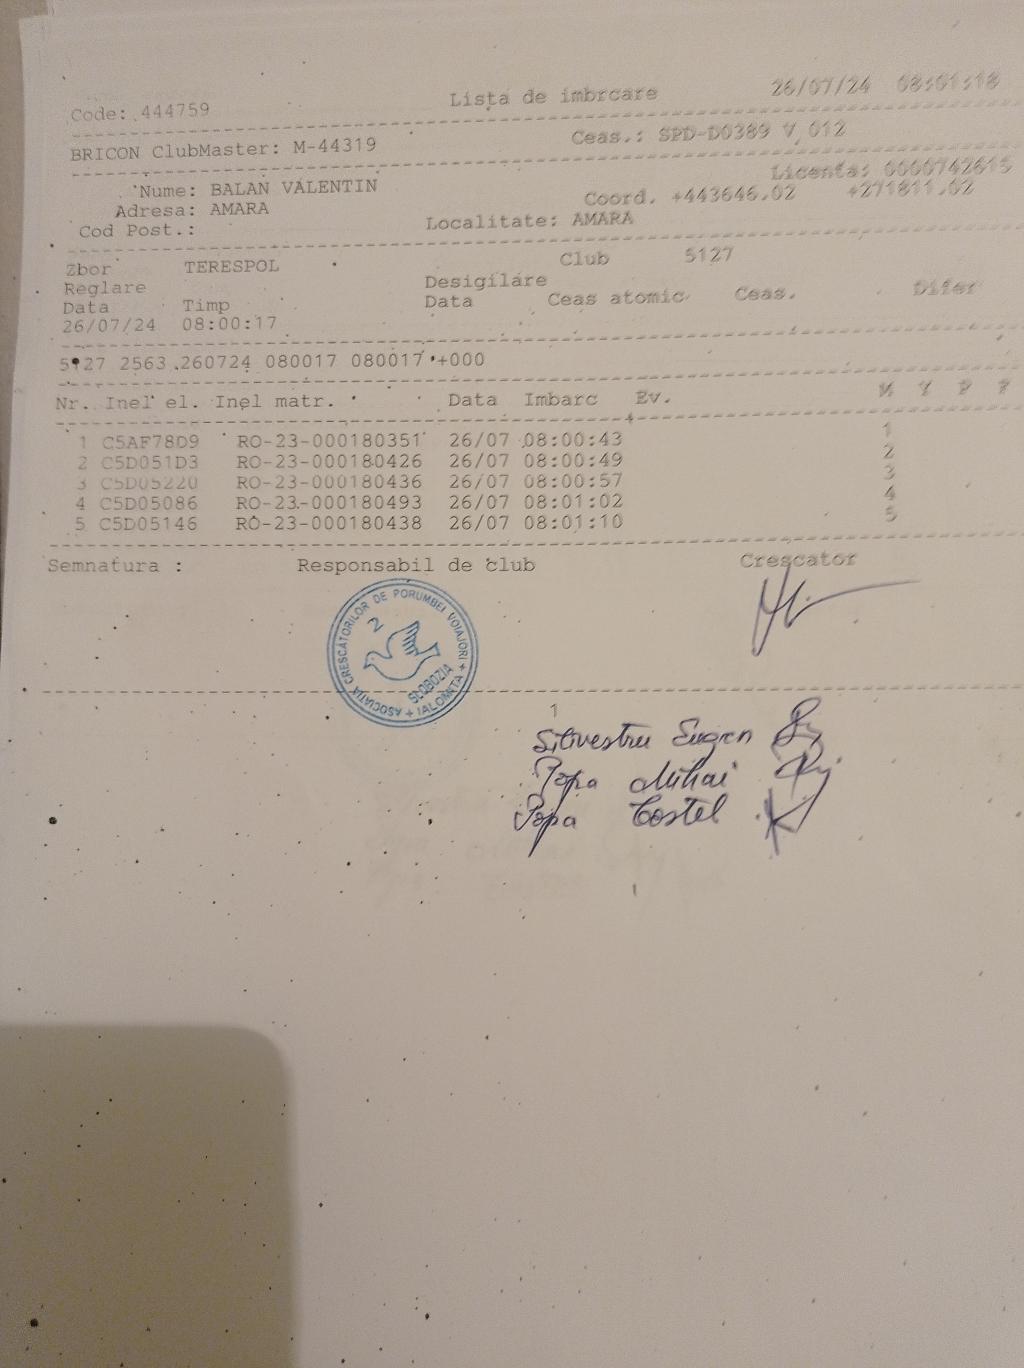 Code: 444759 Lista de imbrcare 26/07/24 08:01:18
BRICON ClubMaster: M-44319 Ceas.: SPD-D0389 V 012
Licenta: 0000742615
Nume: BALAN VALENTIN Coord. +443646.02 +271811.02
Adresa: AMARA
Cod Post.: Localitate: AMARA
Zbor TERESPOL Club 5127
Reglare Desigilare
Data Timp Data Ceas atomic Ceas. Difer
26/07/24 08:00:17
5127 2563 260724 080017 080017 +000
Nr. Inel el. Inel matr. Data Imbarc Ev. M Y P P
1 C5AF78D9 RO-23-000180351 26/07 08:00:43 1
2 C5D051D3 RO-23-000180426 26/07 08:00:49 2
3 C5D05220 RO-23-000180436 26/07 08:00:57 3
4 C5D05086 RO-23-000180493 26/07 08:01:02 4
5 C5D05146 RO-23-000180438 26/07 08:01:10 5
Semnatura : Responsabil de club Crescator
ASOCIAȚIA CRESCĂTORILOR DE PORUMBEI VOIAJORI + IALOMIȚA +
2
SLOBOZIA
1
Silivestru Eugen
Popa Mihai
Popa Costel